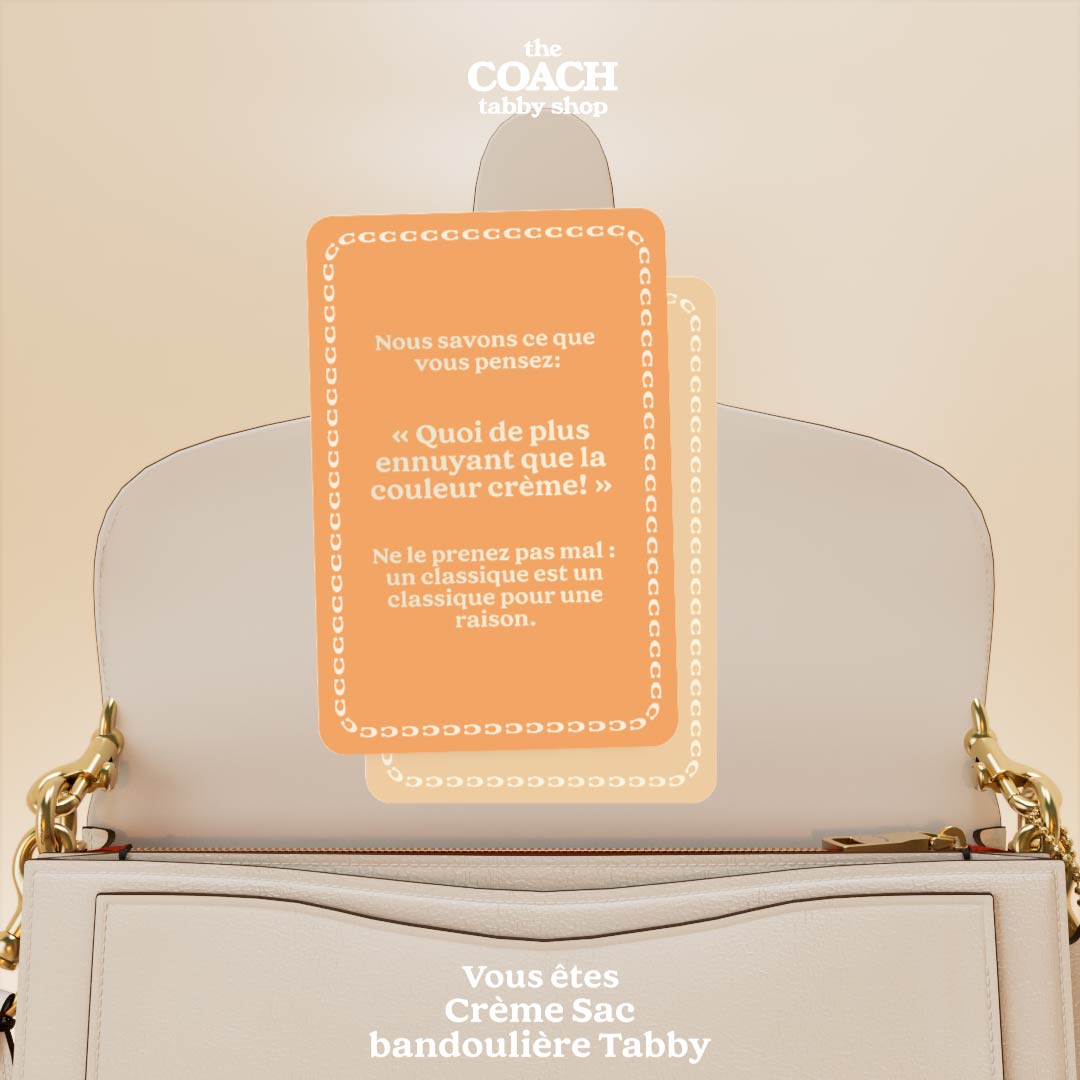 the
COACH
tabby shop
Nous savons ce que
vous pensez:
« Quoi de plus
ennuyant que la
couleur crème! »
Ne le prenez pas mal :
un classique est un
classique pour une
raison.
Vous êtes
Crème Sac
bandoulière Tabby